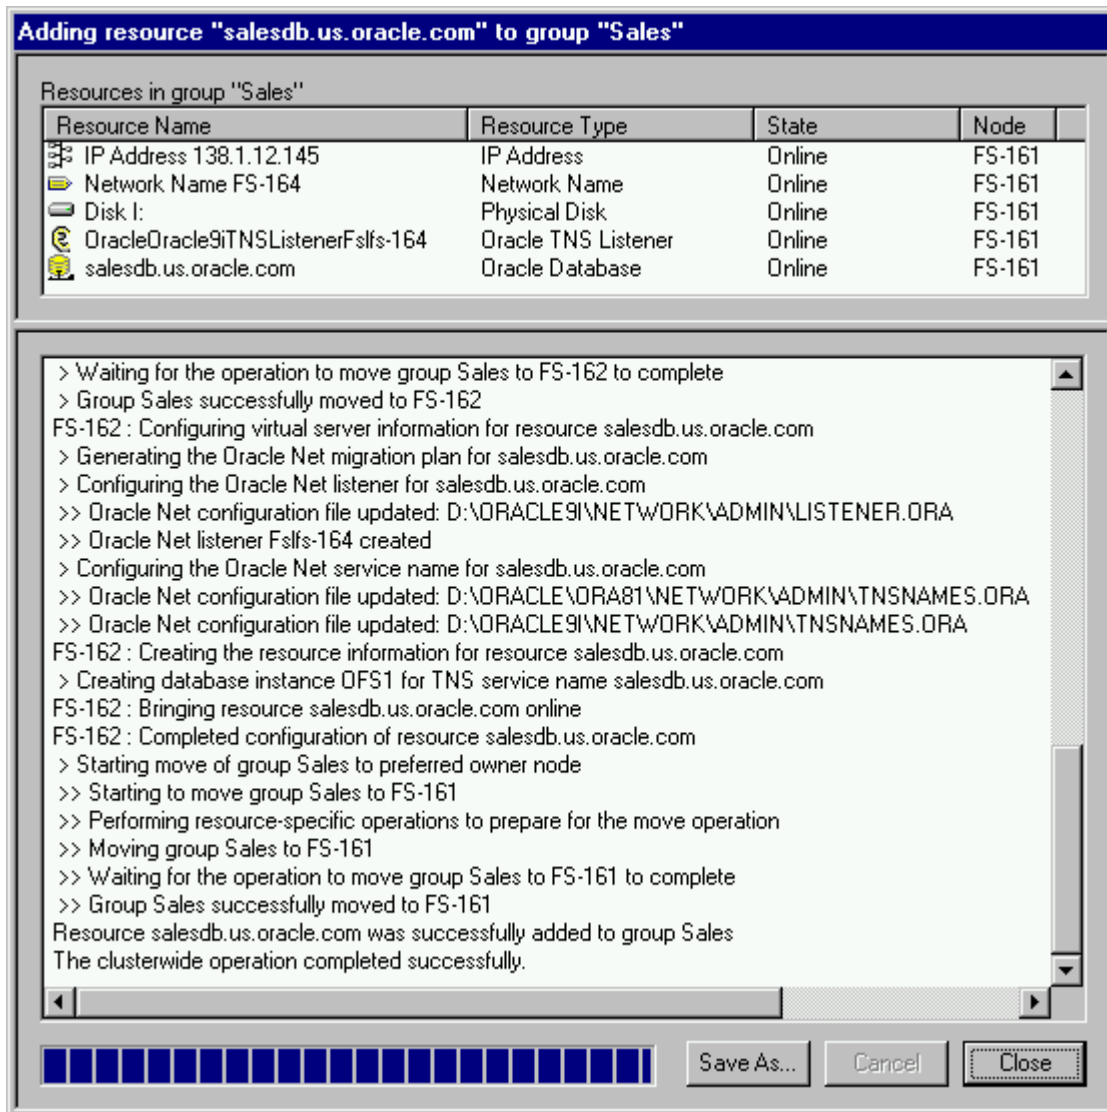 Adding resource "salesdb.us.oracle.com" to group "Sales"
Resources in group "Sales"
Resource Name Resource Type State Node
IP Address 138.1.12.145 IP Address Online FS-161
Network Name FS-164 Network Name Online FS-161
Disk I: Physical Disk Online FS-161
OracleOracle9iTNSListenerFslfs-164 Oracle TNS Listener Online FS-161
salesdb.us.oracle.com Oracle Database Online FS-161
> Waiting for the operation to move group Sales to FS-162 to complete
> Group Sales successfully moved to FS-162
FS-162 : Configuring virtual server information for resource salesdb.us.oracle.com
> Generating the Oracle Net migration plan for salesdb.us.oracle.com
> Configuring the Oracle Net listener for salesdb.us.oracle.com
>> Oracle Net configuration file updated: D:\ORACLE9I\NETWORK\ADMIN\LISTENER.ORA
>> Oracle Net listener Fslfs-164 created
> Configuring the Oracle Net service name for salesdb.us.oracle.com
>> Oracle Net configuration file updated: D:\ORACLE\ORA81\NETWORK\ADMIN\TNSNAMES.ORA
>> Oracle Net configuration file updated: D:\ORACLE9I\NETWORK\ADMIN\TNSNAMES.ORA
FS-162 : Creating the resource information for resource salesdb.us.oracle.com
> Creating database instance OFS1 for TNS service name salesdb.us.oracle.com
FS-162 : Bringing resource salesdb.us.oracle.com online
FS-162 : Completed configuration of resource salesdb.us.oracle.com
> Starting move of group Sales to preferred owner node
>> Starting to move group Sales to FS-161
>> Performing resource-specific operations to prepare for the move operation
>> Moving group Sales to FS-161
>> Waiting for the operation to move group Sales to FS-161 to complete
>> Group Sales successfully moved to FS-161
Resource salesdb.us.oracle.com was successfully added to group Sales
The clusterwide operation completed successfully.
Save As... Cancel Close